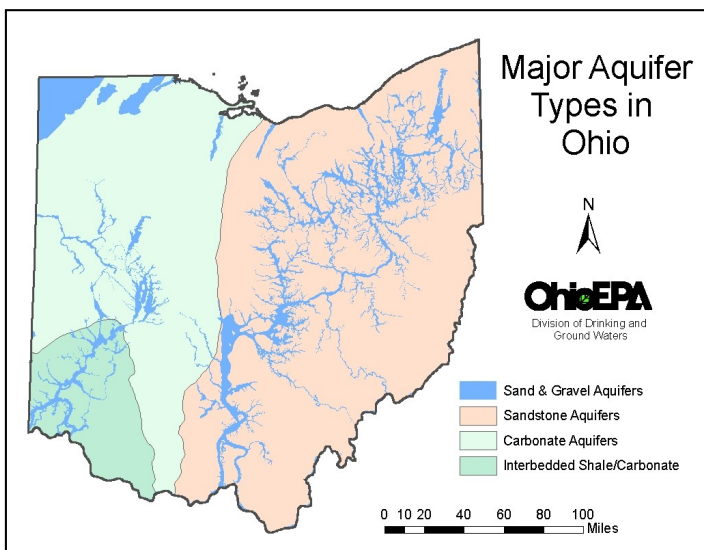 Major Aquifer
Types in
Ohio
N
OhioEPA
Division of Drinking and
Ground Waters
Sand & Gravel Aquifers
Sandstone Aquifers
Carbonate Aquifers
Interbedded Shale/Carbonate
0 10 20 40 60 80 100
Miles